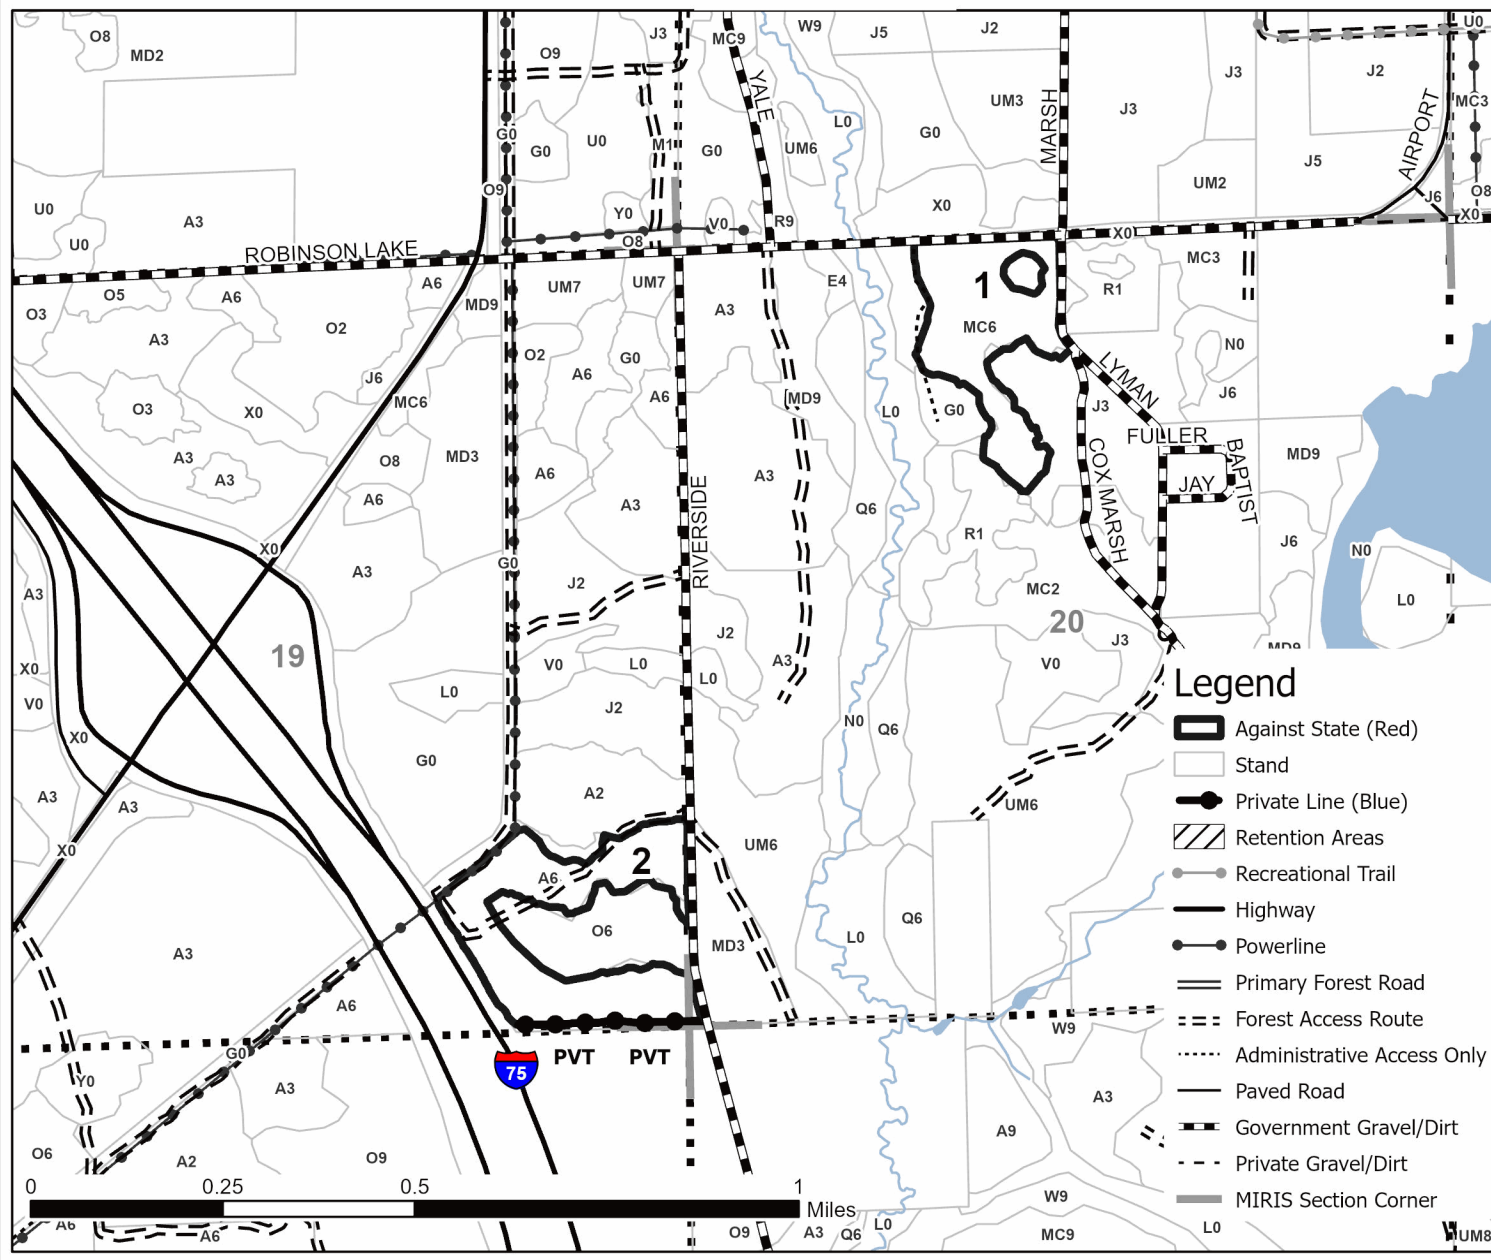 O8
MD2
O9
J3
MC9
W9
J5
J2
U0
J3
J2
YALE
MARSH
UM3
J3
AIRPORT
MC3
L0
G0
G0
U0
M1
G0
UM6
G0
J5
O9
UM2
J6
O8
U0
A3
Y0
V0
R9
X0
X0
U0
O8
X0
ROBINSON LAKE
MC3
O5
A6
A6
UM7
UM7
E4
1
R1
O3
MD9
A3
O2
MC6
A3
O2
G0
N0
J6
A6
LYMAN
O3
X0
MC6
A6
MD9
L0
G0
J3
J6
FULLER
BAPTIST
A3
O8
MD3
A6
A3
COX MARSH
MD9
A3
A6
A3
RIVERSIDE
Q6
JAY
X0
R1
J6
N0
A3
G0
J2
MC2
A3
L0
20
19
J2
J3
X0
V0
L0
A3
V0
MD9
V0
L0
L0
J2
N0
Q6
X0
G0
A3
A3
A2
UM6
X0
UM6
2
A6
Q6
O6
MD3
L0
A3
A6
W9
G0
PVT
PVT
75
Y0
A3
A3
A9
O6
A2
O9
0
0.25
0.5
1
Miles
W9
A6
A6
O9
A3
Q6
L0
MC9
L0
UM8
Legend
Against State (Red)
Stand
Private Line (Blue)
Retention Areas
Recreational Trail
Highway
Powerline
Primary Forest Road
Forest Access Route
Administrative Access Only
Paved Road
Government Gravel/Dirt
Private Gravel/Dirt
MIRIS Section Corner